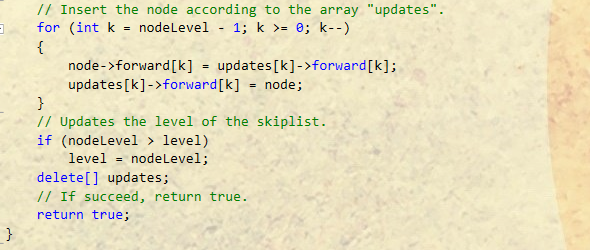 // Insert the node according to the array "updates".
for (int k = nodeLevel - 1; k >= 0; k--)
{
node->forward[k] = updates[k]->forward[k];
updates[k]->forward[k] = node;
}
// Updates the level of the skiplist.
if (nodeLevel > level)
level = nodeLevel;
delete[] updates;
// If succeed, return true.
return true;
}